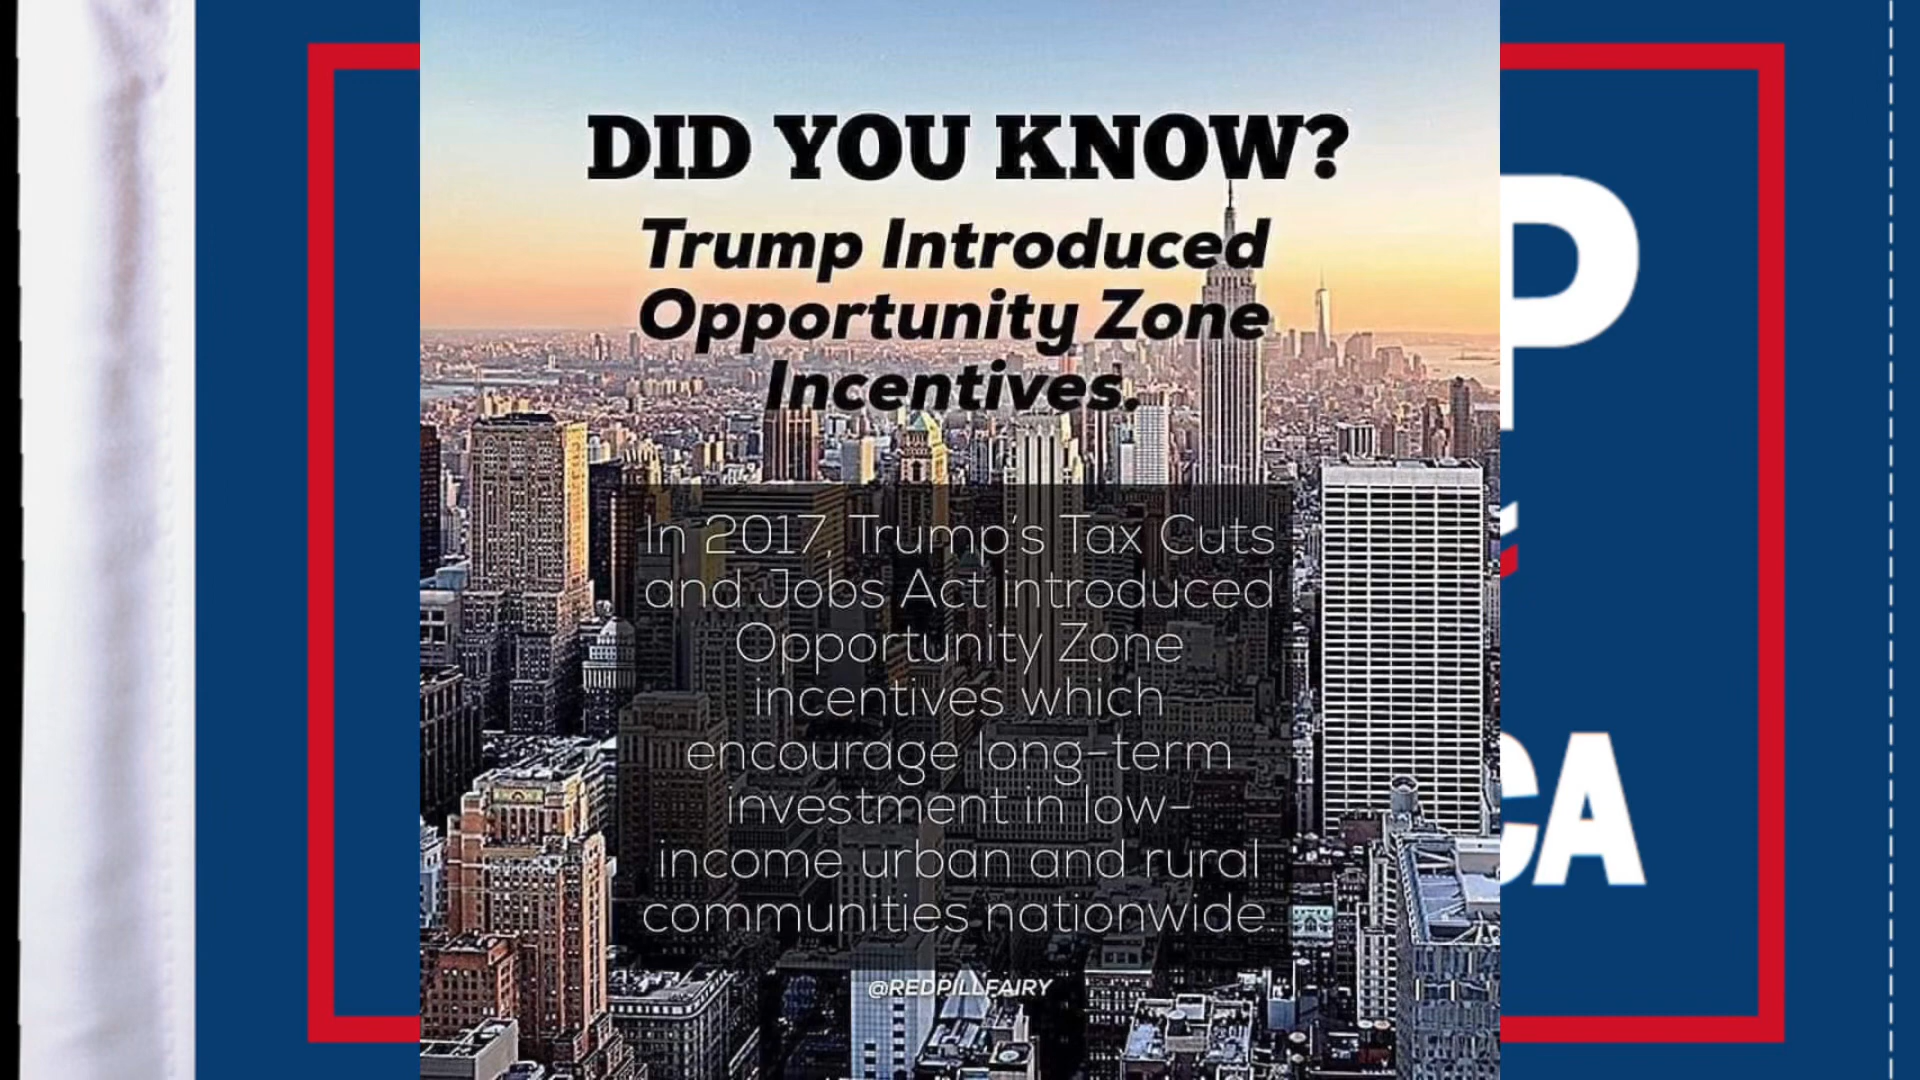 DID YOU KNOW?
Trump Introduced
Opportunity Zone
Incentives.
In 2017, Trump's Tax Cuts
and Jobs Act introduced
Opportunity Zone
incentives which
encourage long-term
investment in low-
income urban and rural
communities nationwide.
@REDPILLFAIRY
P
CA